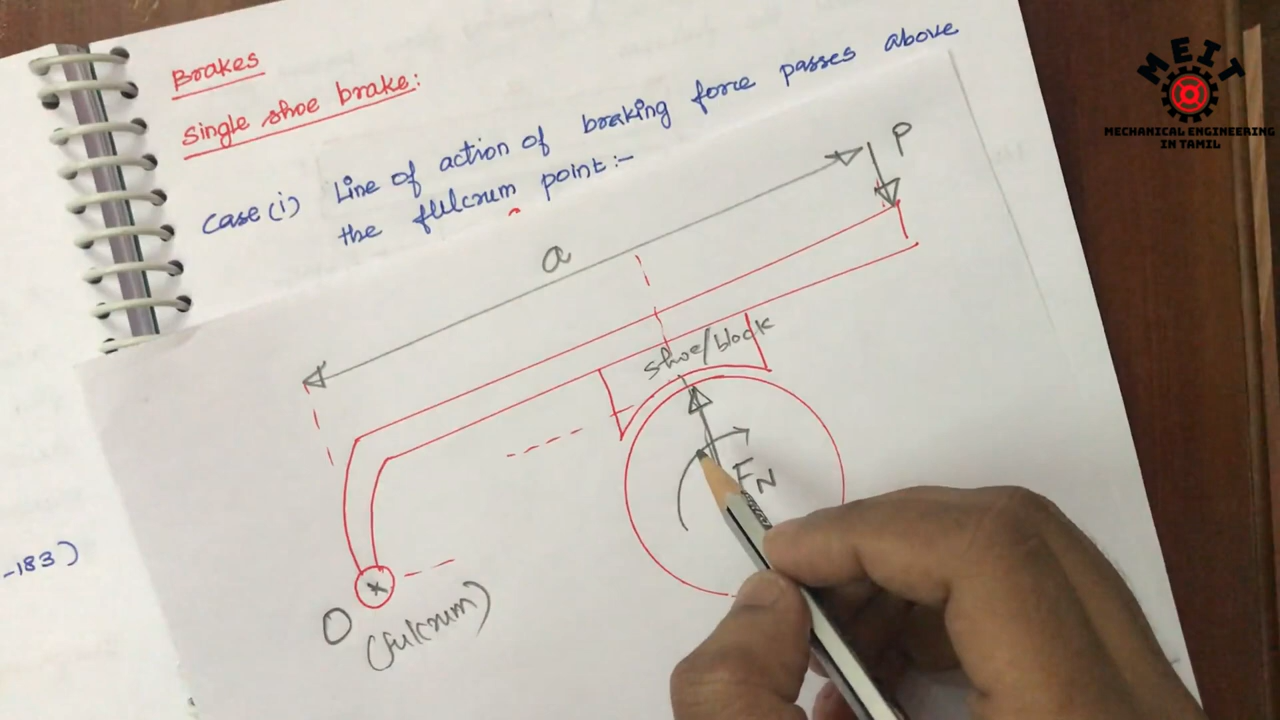 Brakes
Single shoe brake:
Case (i) Line of action of braking force passes above
the fulcrum point:-
P
a
shoe/block
FN
O
(fulcrum)
-183)
MEIT
MECHANICAL ENGINEERING
IN TAMIL